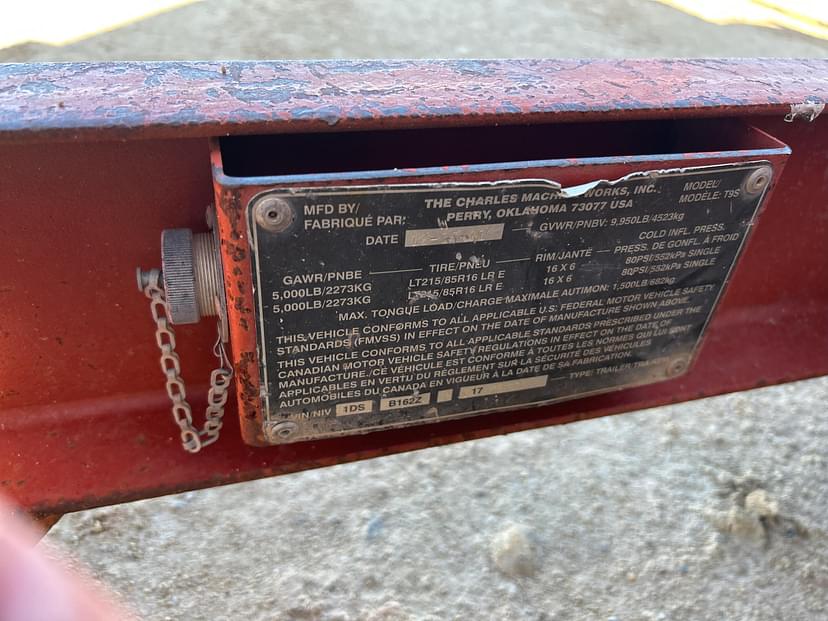 MFD BY/ THE CHARLES MACH WORKS, INC. MODEL/
FABRIQUÉ PAR: PERRY, OKLAHOMA 73077 USA MODÈLE: T9S
DATE GVWR/PNBV: 9,950LB/4523kg
COLD INFL. PRESS.
GAWR/PNBE — TIRE/PNEU — RIM/JANTE — PRESS. DE GONFL. À FROID
5,000LB/2273KG LT215/85R16 LR E 16 X 6 80PSI/552kPa SINGLE
5,000LB/2273KG LT215/85R16 LR E 16 X 6 80PSI/552kPa SINGLE
MAX. TONGUE LOAD/CHARGE MAXIMALE AUTIMON: 1,500LB/682kg
THIS VEHICLE CONFORMS TO ALL APPLICABLE U.S. FEDERAL MOTOR VEHICLE SAFETY
STANDARDS (FMVSS) IN EFFECT ON THE DATE OF MANUFACTURE SHOWN ABOVE.
THIS VEHICLE CONFORMS TO ALL APPLICABLE STANDARDS PRESCRIBED UNDER THE
CANADIAN MOTOR VEHICLE SAFETY REGULATIONS IN EFFECT ON THE DATE OF
MANUFACTURE./CE VÉHICULE EST CONFORME À TOUTES LES NORMES QUI LUI SONT
APPLICABLES EN VERTU DU RÈGLEMENT SUR LA SÉCURITÉ DES VÉHICULES
AUTOMOBILES DU CANADA EN VIGUEUR À LA DATE DE SA FABRICATION.
VIN/NIV 1DS B162Z 17 TYPE: TRAILER